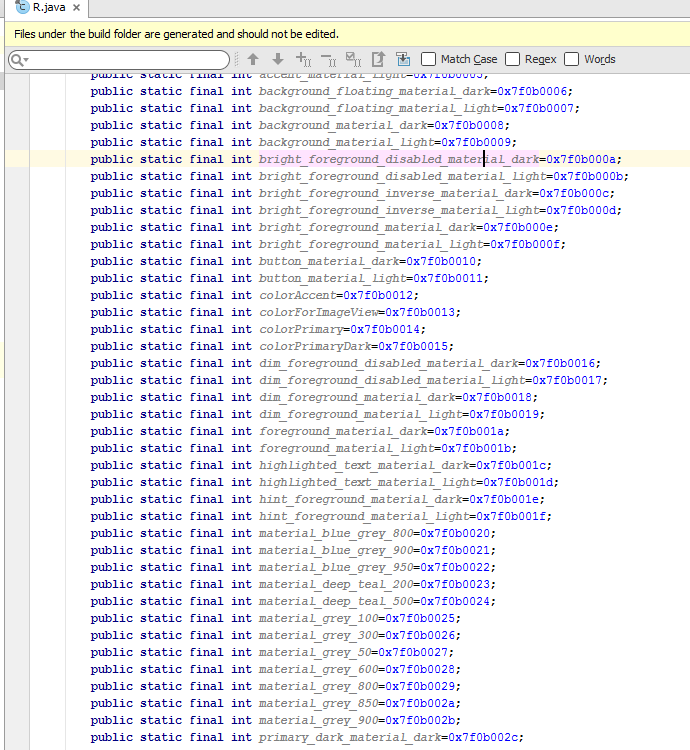 R.java
Files under the build folder are generated and should not be edited.
Match Case Regex Words
public static final int accent_material_light=0x7f0b0005;
public static final int background_floating_material_dark=0x7f0b0006;
public static final int background_floating_material_light=0x7f0b0007;
public static final int background_material_dark=0x7f0b0008;
public static final int background_material_light=0x7f0b0009;
public static final int bright_foreground_disabled_material_dark=0x7f0b000a;
public static final int bright_foreground_disabled_material_light=0x7f0b000b;
public static final int bright_foreground_inverse_material_dark=0x7f0b000c;
public static final int bright_foreground_inverse_material_light=0x7f0b000d;
public static final int bright_foreground_material_dark=0x7f0b000e;
public static final int bright_foreground_material_light=0x7f0b000f;
public static final int button_material_dark=0x7f0b0010;
public static final int button_material_light=0x7f0b0011;
public static final int colorAccent=0x7f0b0012;
public static final int colorForImageView=0x7f0b0013;
public static final int colorPrimary=0x7f0b0014;
public static final int colorPrimaryDark=0x7f0b0015;
public static final int dim_foreground_disabled_material_dark=0x7f0b0016;
public static final int dim_foreground_disabled_material_light=0x7f0b0017;
public static final int dim_foreground_material_dark=0x7f0b0018;
public static final int dim_foreground_material_light=0x7f0b0019;
public static final int foreground_material_dark=0x7f0b001a;
public static final int foreground_material_light=0x7f0b001b;
public static final int highlighted_text_material_dark=0x7f0b001c;
public static final int highlighted_text_material_light=0x7f0b001d;
public static final int hint_foreground_material_dark=0x7f0b001e;
public static final int hint_foreground_material_light=0x7f0b001f;
public static final int material_blue_grey_800=0x7f0b0020;
public static final int material_blue_grey_900=0x7f0b0021;
public static final int material_blue_grey_950=0x7f0b0022;
public static final int material_deep_teal_200=0x7f0b0023;
public static final int material_deep_teal_500=0x7f0b0024;
public static final int material_grey_100=0x7f0b0025;
public static final int material_grey_300=0x7f0b0026;
public static final int material_grey_50=0x7f0b0027;
public static final int material_grey_600=0x7f0b0028;
public static final int material_grey_800=0x7f0b0029;
public static final int material_grey_850=0x7f0b002a;
public static final int material_grey_900=0x7f0b002b;
public static final int primary_dark_material_dark=0x7f0b002c;